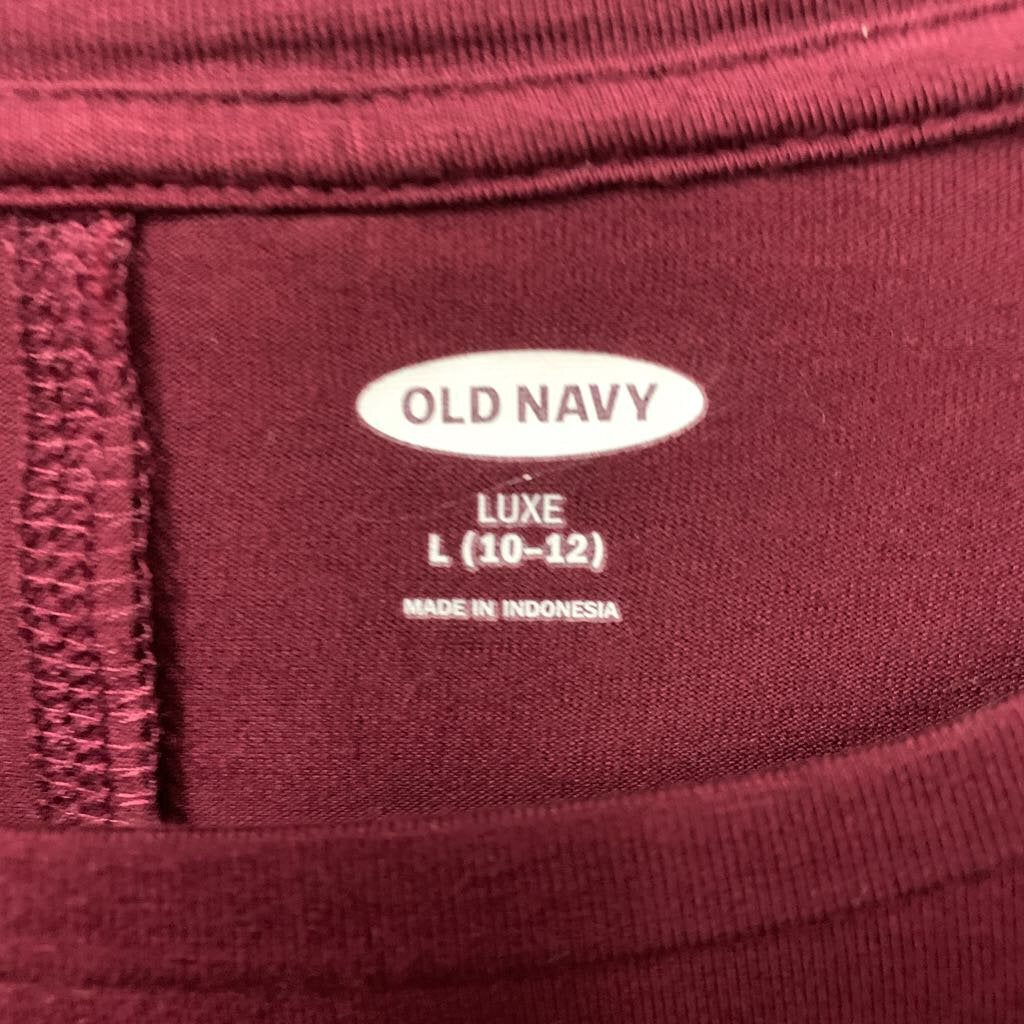 OLD NAVY
LUXE
L (10–12)
MADE IN INDONESIA